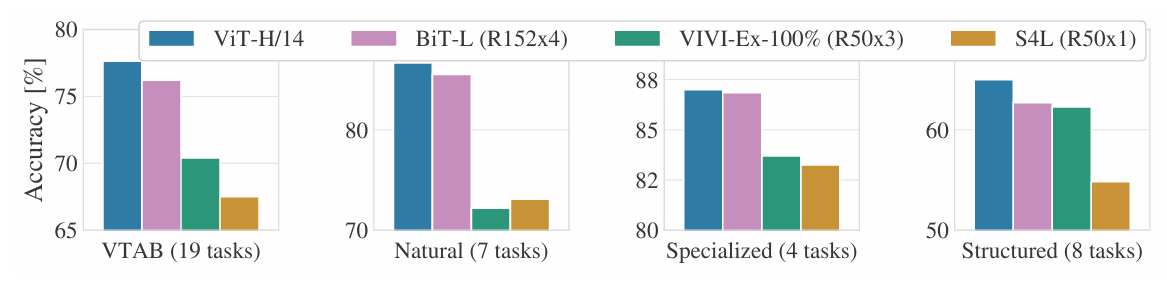 ViT-H/14 BiT-L (R152x4) VIVI-Ex-100% (R50x3) S4L (R50x1)
Accuracy [%]
80
75
70
65
VTAB (19 tasks)
80
70
Natural (7 tasks)
88
85
82
80
Specialized (4 tasks)
60
50
Structured (8 tasks)